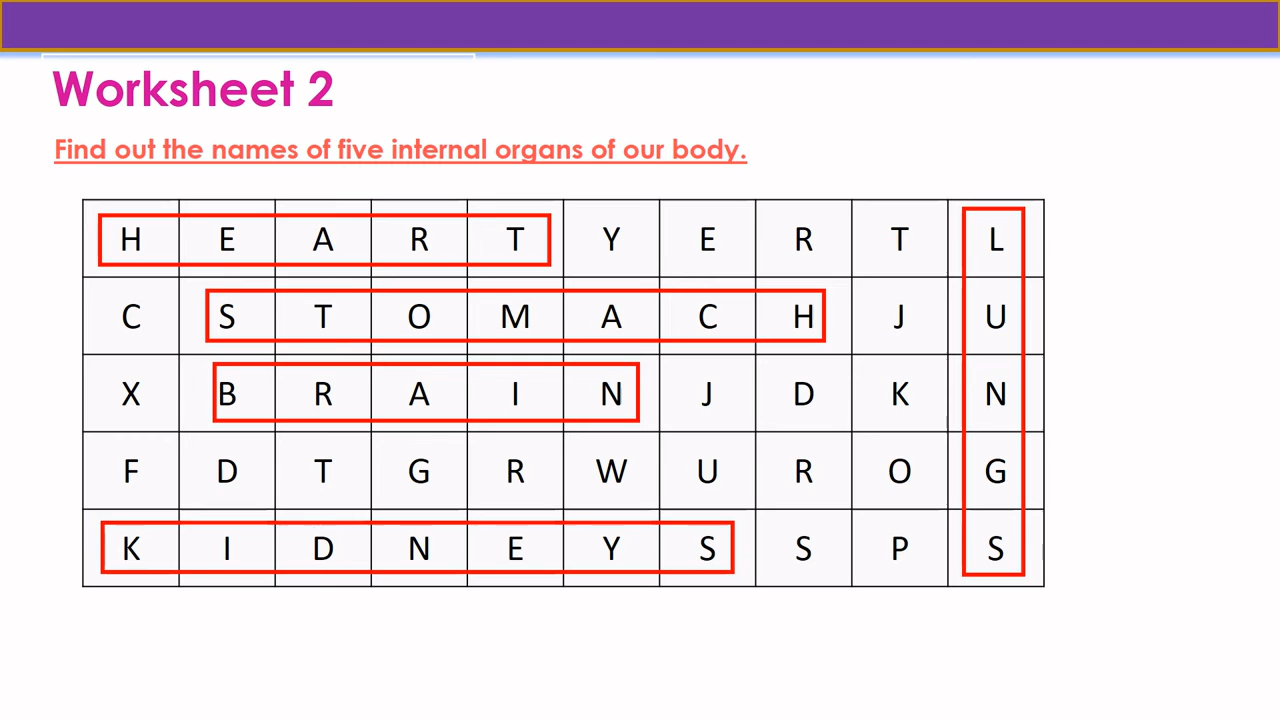 Worksheet 2
Find out the names of five internal organs of our body.
H E A R T Y E R T L
C S T O M A C H J U
X B R A I N J D K N
F D T G R W U R O G
K I D N E Y S S P S